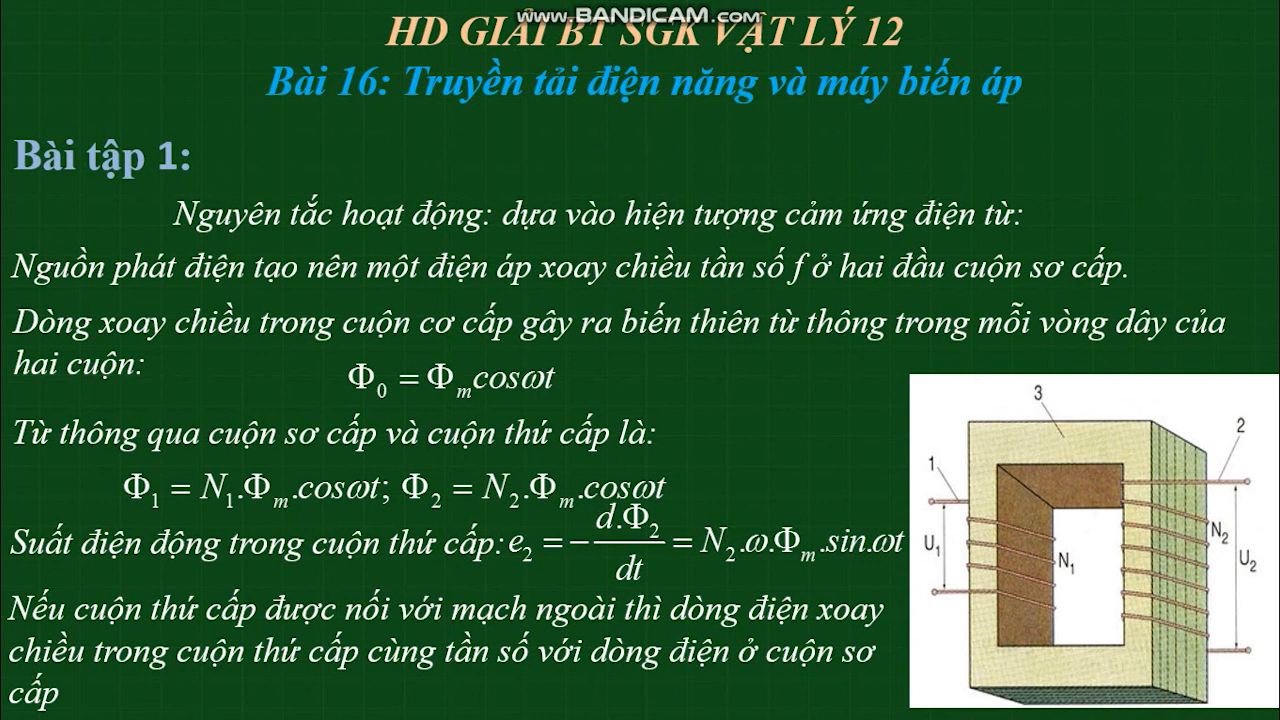 www.BANDICAM.com
HD GIẢI BT SGK VẬT LÝ 12
Bài 16: Truyền tải điện năng và máy biến áp
Bài tập 1:
Nguyên tắc hoạt động: dựa vào hiện tượng cảm ứng điện từ:
Nguồn phát điện tạo nên một điện áp xoay chiều tần số f ở hai đầu cuộn sơ cấp.
Dòng xoay chiều trong cuộn cơ cấp gây ra biến thiên từ thông trong mỗi vòng dây của
hai cuộn:
Φ₀ = Φₘcosωt
Từ thông qua cuộn sơ cấp và cuộn thứ cấp là:
Φ₁ = N₁.Φₘ.cosωt; Φ₂ = N₂.Φₘ.cosωt
Suất điện động trong cuộn thứ cấp: e₂ = −d.Φ₂/dt = N₂.ω.Φₘ.sin.ωt
Nếu cuộn thứ cấp được nối với mạch ngoài thì dòng điện xoay
chiều trong cuộn thứ cấp cùng tần số với dòng điện ở cuộn sơ
cấp
3
2
1
U₁
N₁
N₂
U₂